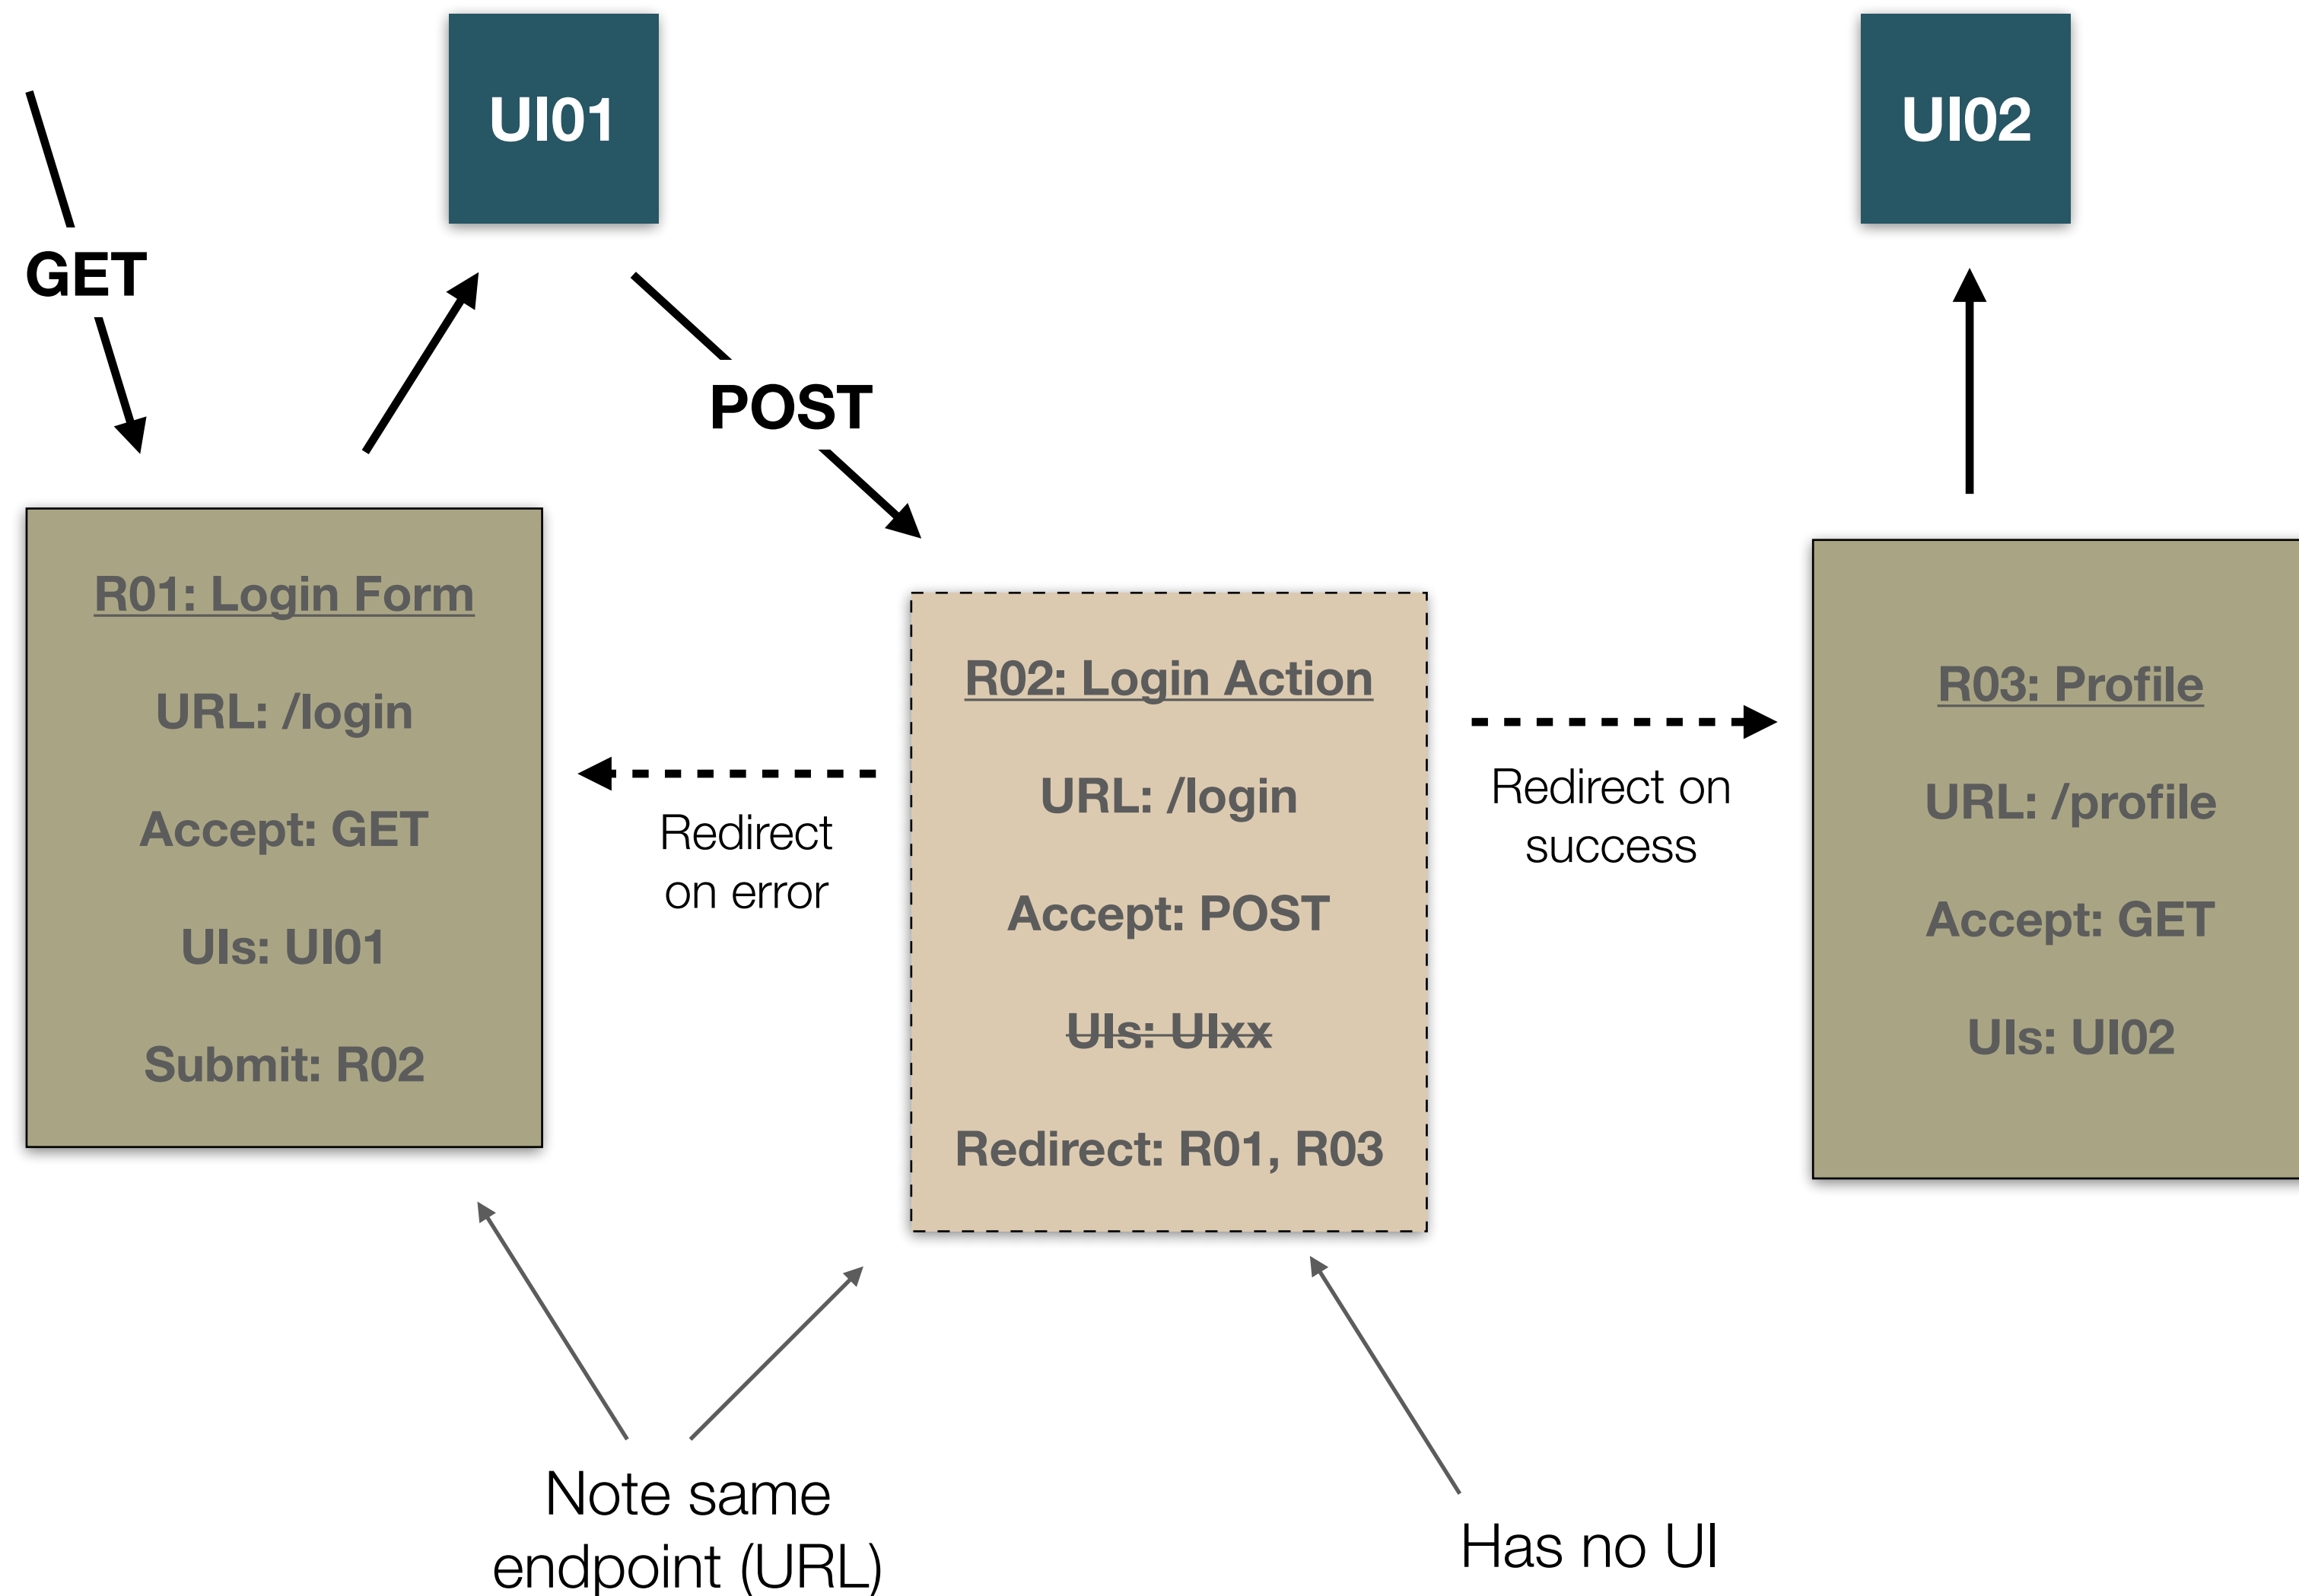 UI01
UI02
GET
POST
R01: Login Form
URL: /login
Accept: GET
UIs: UI01
Submit: R02
Redirect
on error
R02: Login Action
URL: /login
Accept: POST
UIs: UIxx
Redirect: R01, R03
Redirect on
success
R03: Profile
URL: /profile
Accept: GET
UIs: UI02
Note same
endpoint (URL)
Has no UI